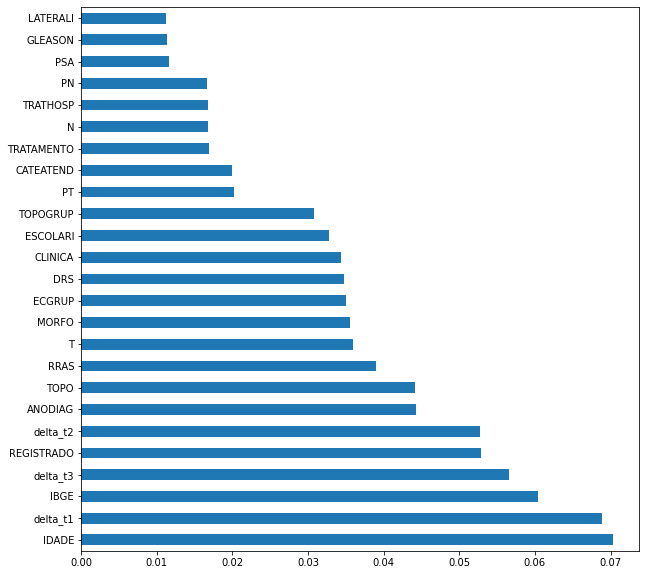 LATERALI
GLEASON
PSA
PN
TRATHOSP
N
TRATAMENTO
CATEATEND
PT
TOPOGRUP
ESCOLARI
CLINICA
DRS
ECGRUP
MORFO
T
RRAS
TOPO
ANODIAG
delta_t2
REGISTRADO
delta_t3
IBGE
delta_t1
IDADE
0.00 0.01 0.02 0.03 0.04 0.05 0.06 0.07